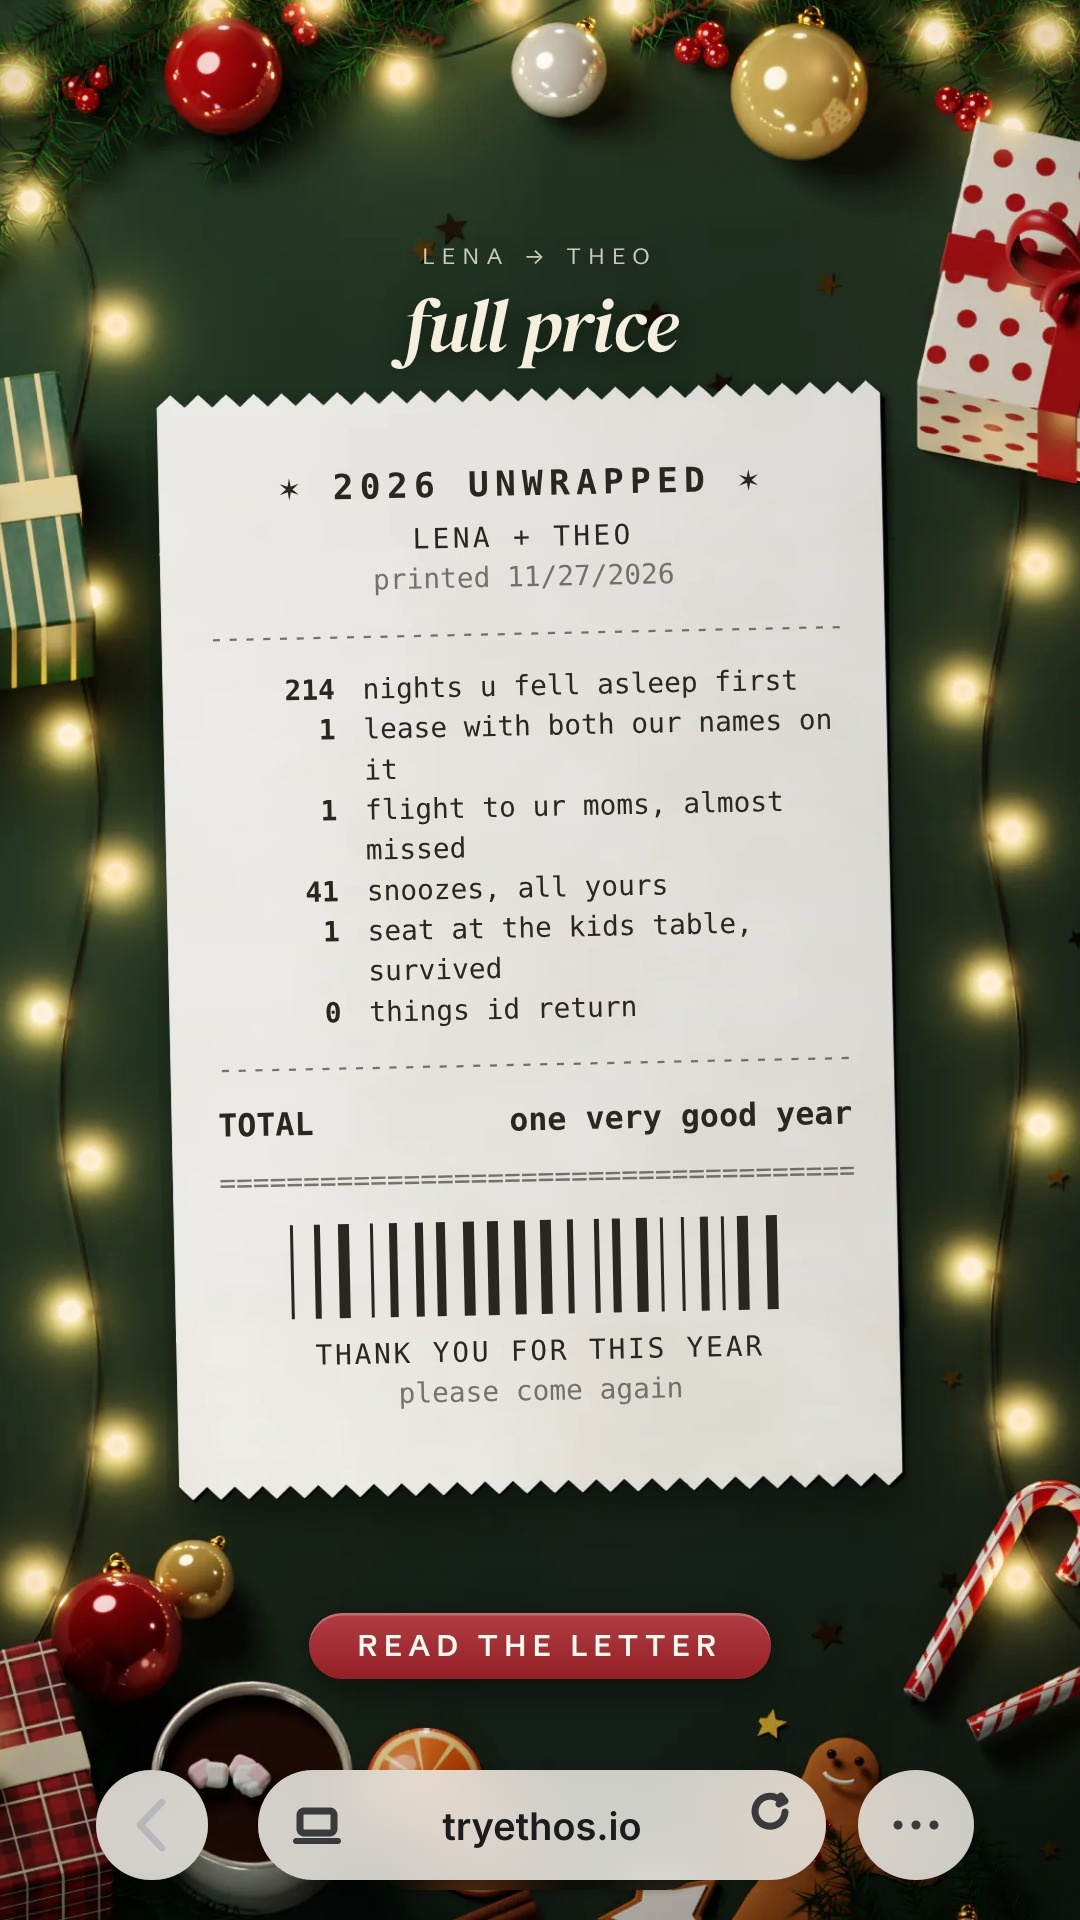 LENA → THEO
full price
✶ 2026 UNWRAPPED ✶
LENA + THEO
printed 11/27/2026
214 nights u fell asleep first
1 lease with both our names on
it
1 flight to ur moms, almost
missed
41 snoozes, all yours
1 seat at the kids table,
survived
0 things id return
TOTAL one very good year
THANK YOU FOR THIS YEAR
please come again
READ THE LETTER
tryethos.io